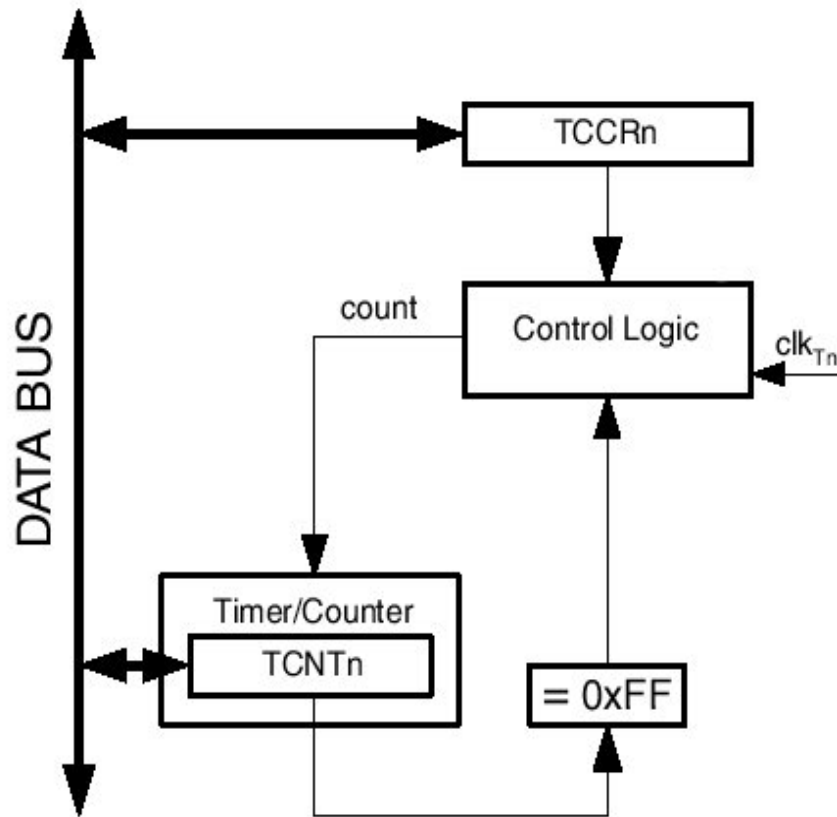 TCCRn
count
Control Logic
clkTn
DATA BUS
Timer/Counter
TCNTn
= 0xFF